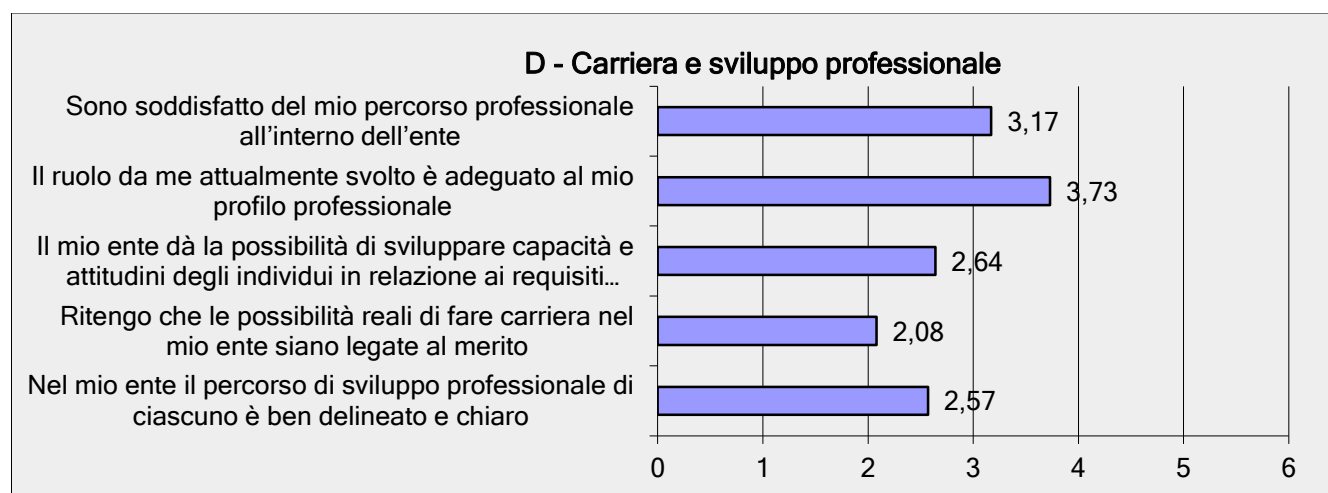 D - Carriera e sviluppo professionale
Sono soddisfatto del mio percorso professionale
all’interno dell’ente
3,17
Il ruolo da me attualmente svolto è adeguato al mio
profilo professionale
3,73
Il mio ente dà la possibilità di sviluppare capacità e
attitudini degli individui in relazione ai requisiti...
2,64
Ritengo che le possibilità reali di fare carriera nel
mio ente siano legate al merito
2,08
Nel mio ente il percorso di sviluppo professionale di
ciascuno è ben delineato e chiaro
2,57
0 1 2 3 4 5 6